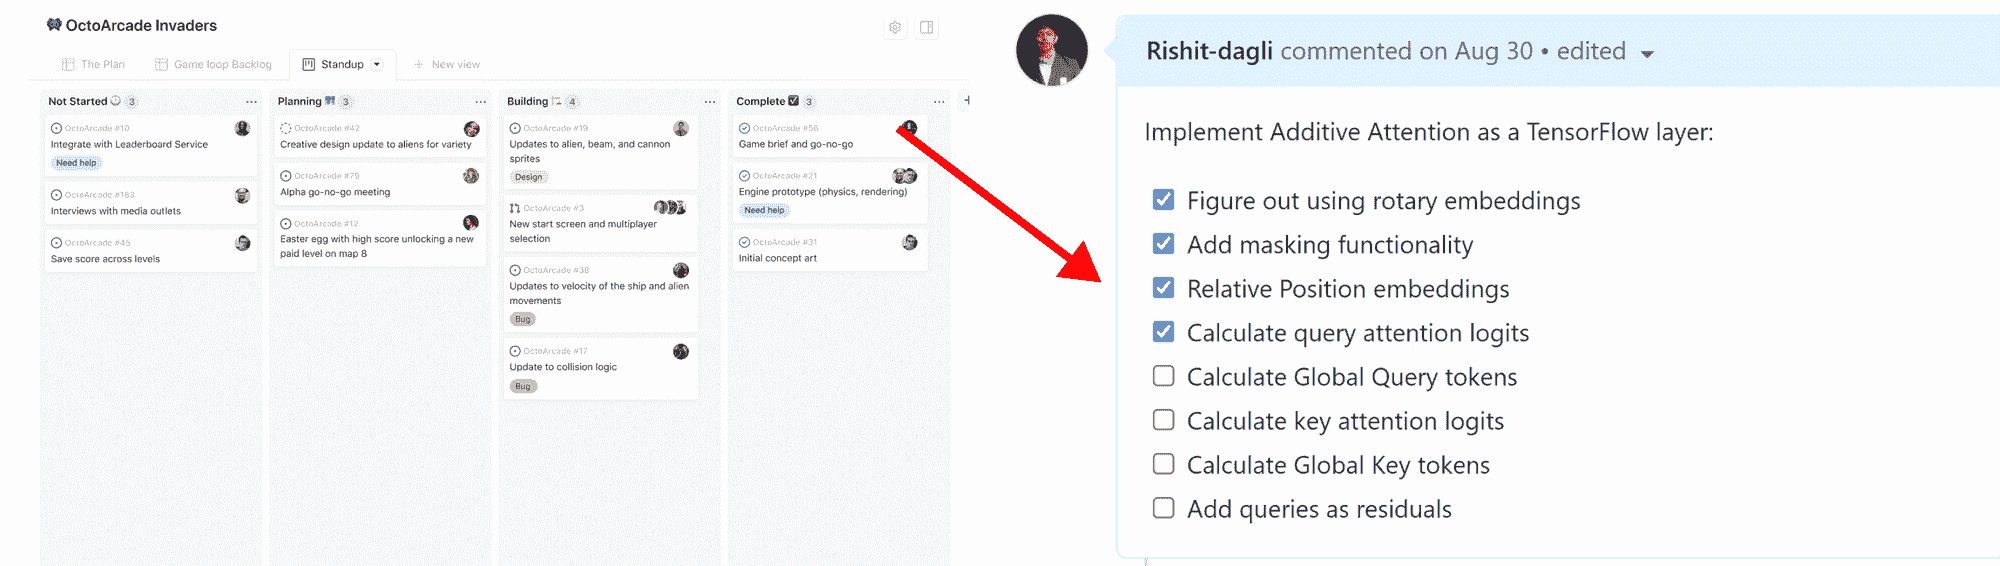 OctoArcade Invaders
The Plan
Game loop Backlog
Standup
New view
Not Started 3
OctoArcade #10
Integrate with Leaderboard Service
Need help
OctoArcade #183
Interviews with media outlets
OctoArcade #45
Save score across levels
Planning 3
OctoArcade #42
Creative design update to aliens for variety
OctoArcade #79
Alpha go-no-go meeting
OctoArcade #12
Easter egg with high score unlocking a new
paid level on map 8
Building 4
OctoArcade #19
Updates to alien, beam, and cannon
sprites
Design
OctoArcade #3
New start screen and multiplayer
selection
OctoArcade #38
Updates to velocity of the ship and alien
movements
Bug
OctoArcade #17
Update to collision logic
Bug
Complete 3
OctoArcade #56
Game brief and go-no-go
OctoArcade #21
Engine prototype (physics, rendering)
Need help
OctoArcade #31
Initial concept art
Rishit-dagli commented on Aug 30 • edited
Implement Additive Attention as a TensorFlow layer:
Figure out using rotary embeddings
Add masking functionality
Relative Position embeddings
Calculate query attention logits
Calculate Global Query tokens
Calculate key attention logits
Calculate Global Key tokens
Add queries as residuals